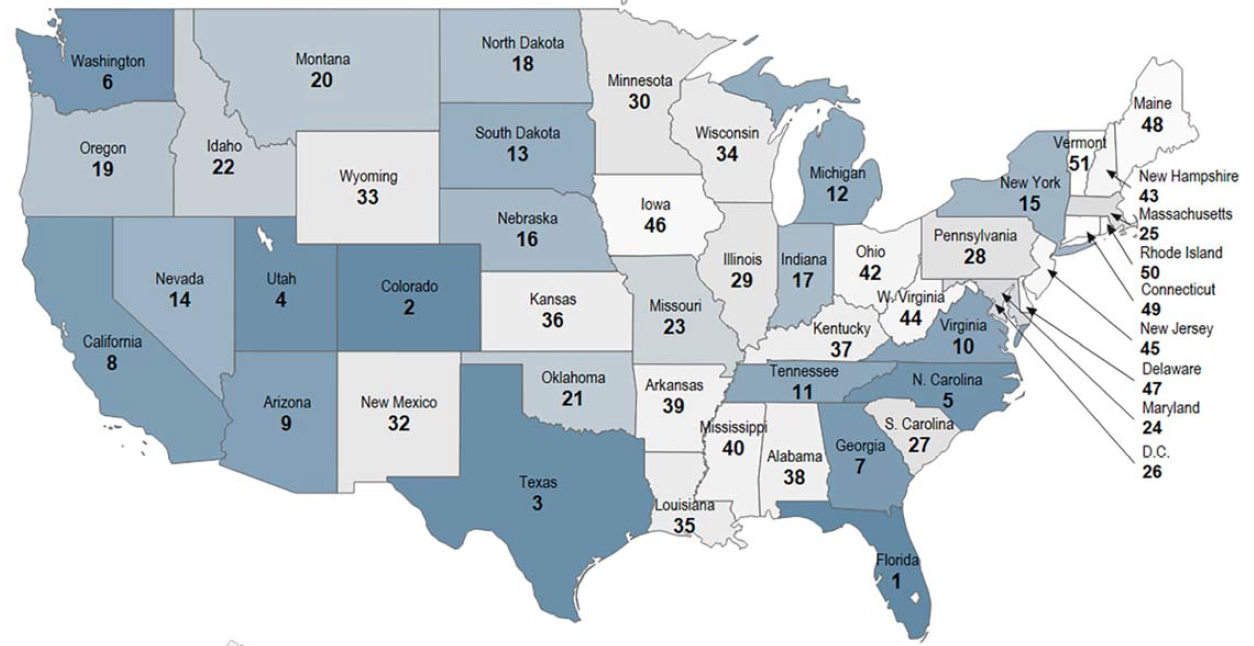 Washington
6
Montana
20
North Dakota
18
Minnesota
30
Oregon
19
Idaho
22
Wyoming
33
South Dakota
13
Wisconsin
34
Michigan
12
Maine
48
Vermont
51
New York
15
New Hampshire
43
Massachusetts
25
Rhode Island
50
Connecticut
49
New Jersey
45
Delaware
47
Maryland
24
D.C.
26
Nevada
14
Utah
4
Colorado
2
Nebraska
16
Iowa
46
Illinois
29
Indiana
17
Ohio
42
Pennsylvania
28
California
8
Kansas
36
Missouri
23
Kentucky
37
W. Virginia
44
Virginia
10
Arizona
9
New Mexico
32
Oklahoma
21
Arkansas
39
Tennessee
11
N. Carolina
5
S. Carolina
27
Texas
3
Louisiana
35
Mississippi
40
Alabama
38
Georgia
7
Florida
1